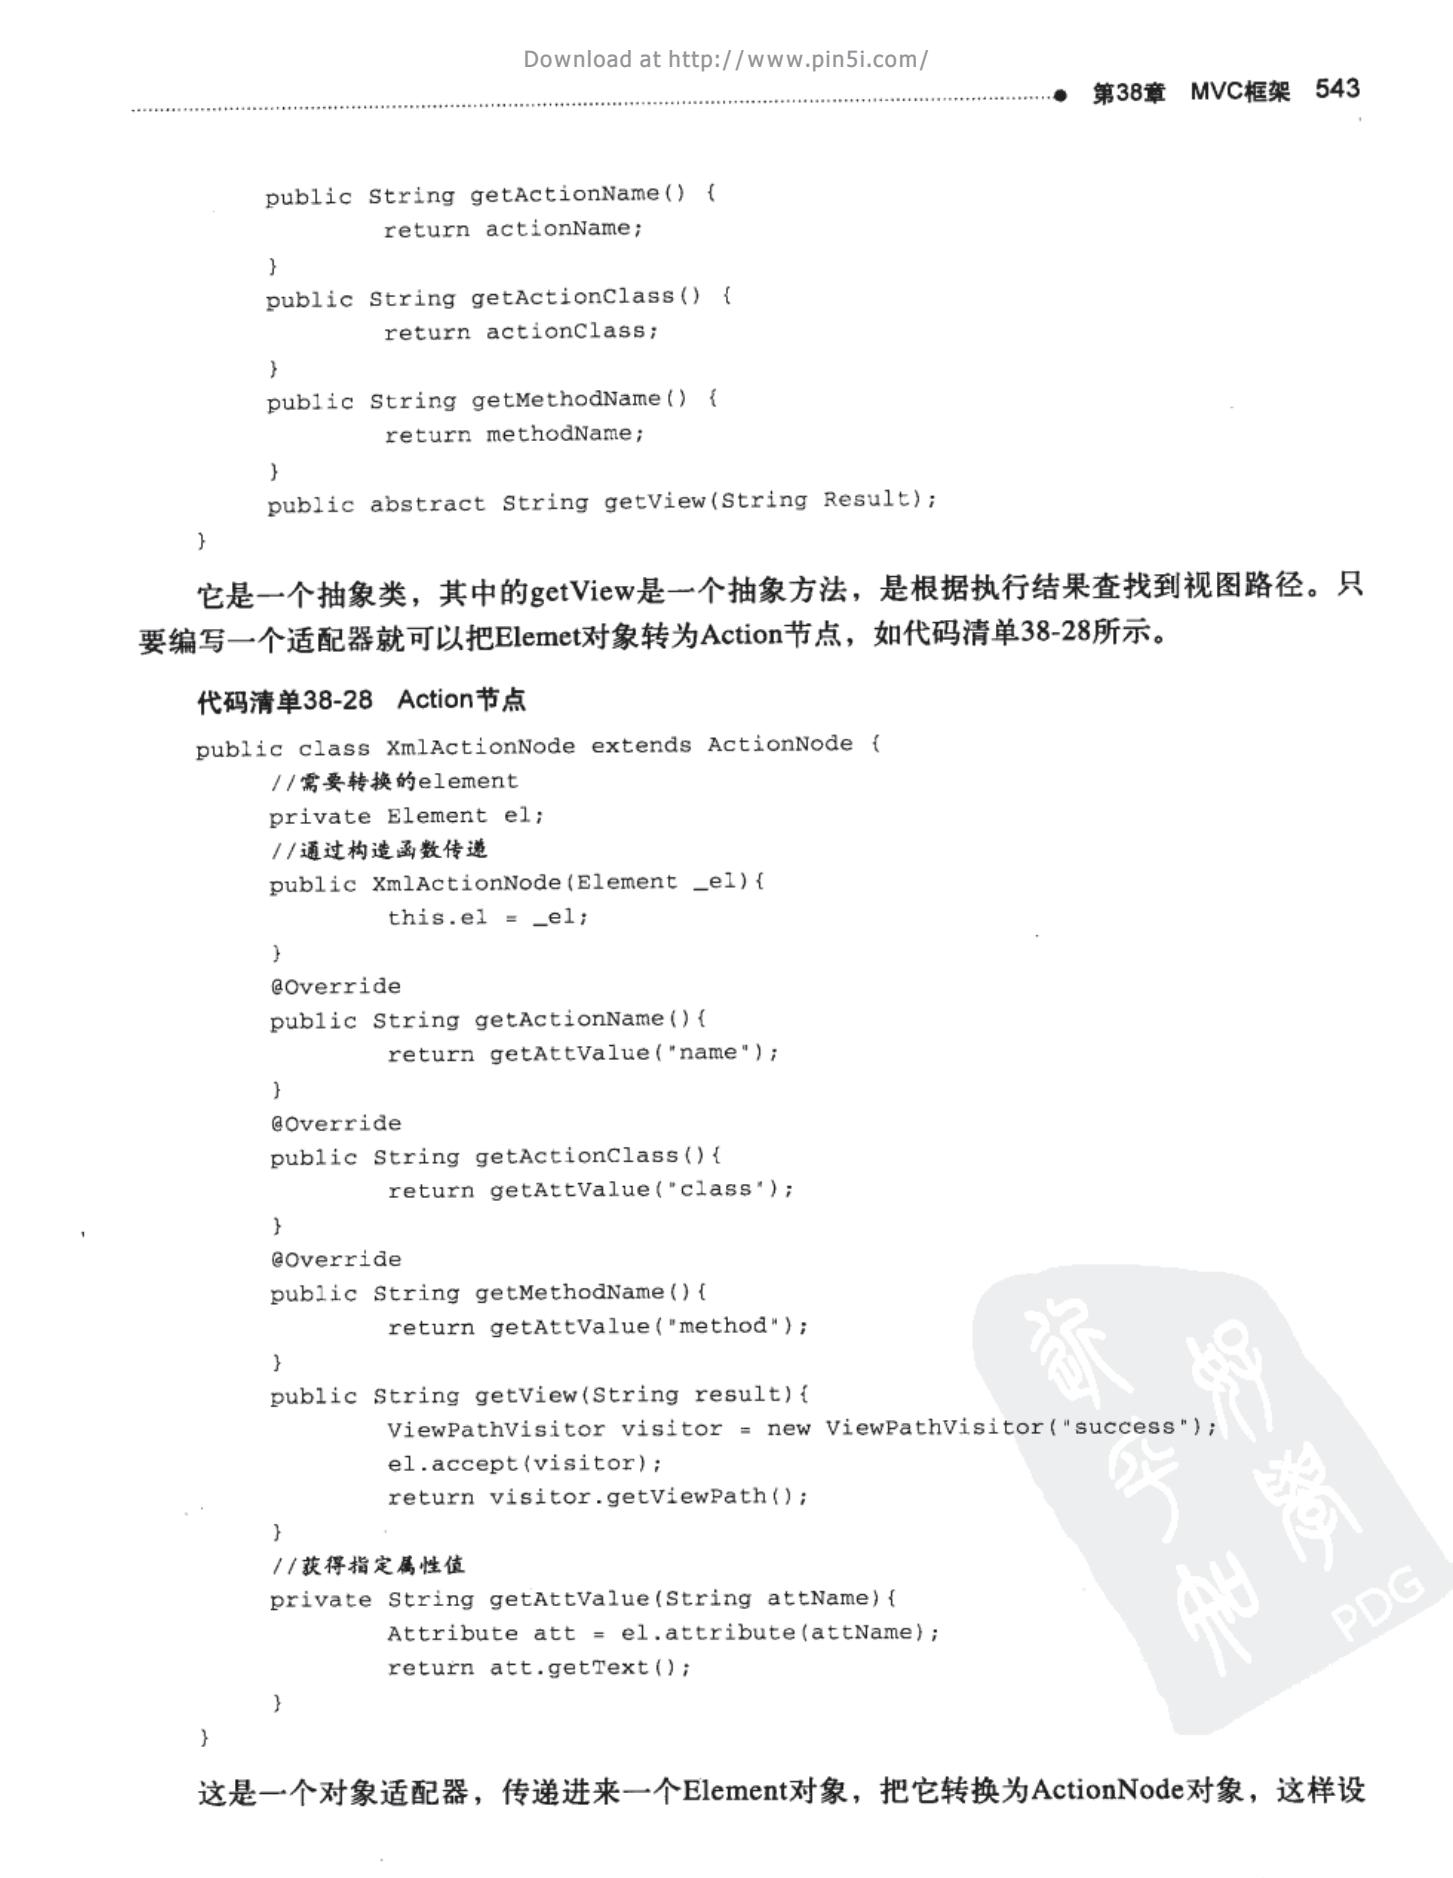 Download at http://www.pin5i.com/
第38章 MVC框架 543
public String getActionName() {
return actionName;
}
public String getActionClass() {
return actionClass;
}
public String getMethodName() {
return methodName;
}
public abstract String getView(String Result);
}
它是一个抽象类，其中的getView是一个抽象方法，是根据执行结果查找到视图路径。只
要编写一个适配器就可以把Elemet对象转为Action节点，如代码清单38-28所示。
代码清单38-28 Action节点
public class XmlActionNode extends ActionNode {
//需要转换的element
private Element el;
//通过构造函数传递
public XmlActionNode(Element _el){
this.el = _el;
}
@Override
public String getActionName(){
return getAttValue("name");
}
@Override
public String getActionClass(){
return getAttValue("class");
}
@Override
public String getMethodName(){
return getAttValue("method");
}
public String getView(String result){
ViewPathVisitor visitor = new ViewPathVisitor("success");
el.accept(visitor);
return visitor.getViewPath();
}
//获得指定属性值
private String getAttValue(String attName){
Attribute att = el.attribute(attName);
return att.getText();
}
}
这是一个对象适配器，传递进来一个Element对象，把它转换为ActionNode对象，这样设
PDG